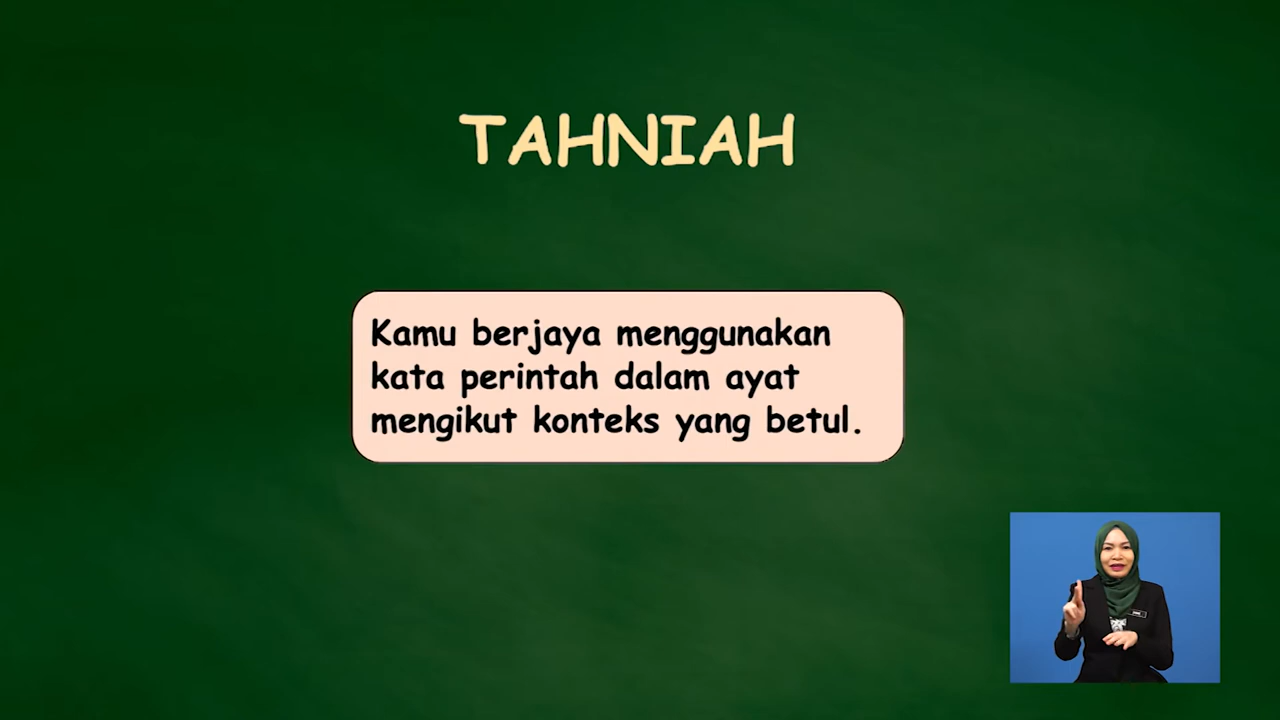 TAHNIAH
Kamu berjaya menggunakan
kata perintah dalam ayat
mengikut konteks yang betul.